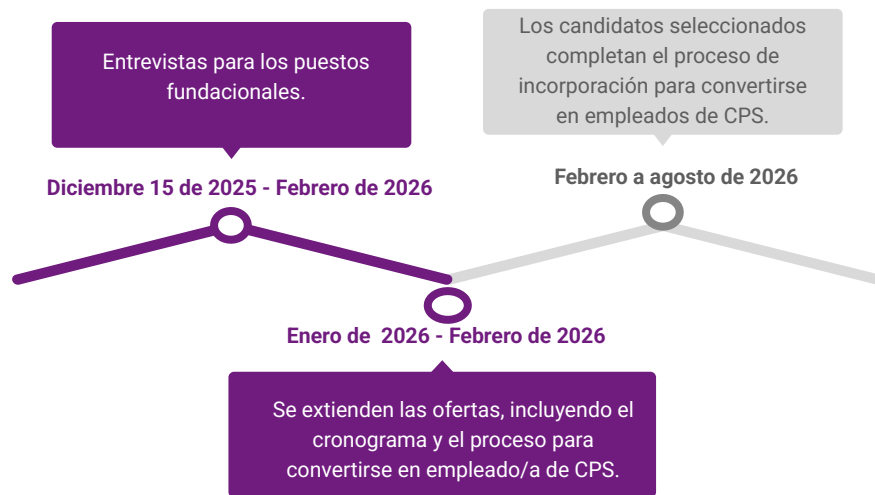 Entrevistas para los puestos
fundacionales.
Diciembre 15 de 2025 - Febrero de 2026
Enero de  2026 - Febrero de 2026
Se extienden las ofertas, incluyendo el
cronograma y el proceso para
convertirse en empleado/a de CPS.
Los candidatos seleccionados
completan el proceso de
incorporación para convertirse
en empleados de CPS.
Febrero a agosto de 2026